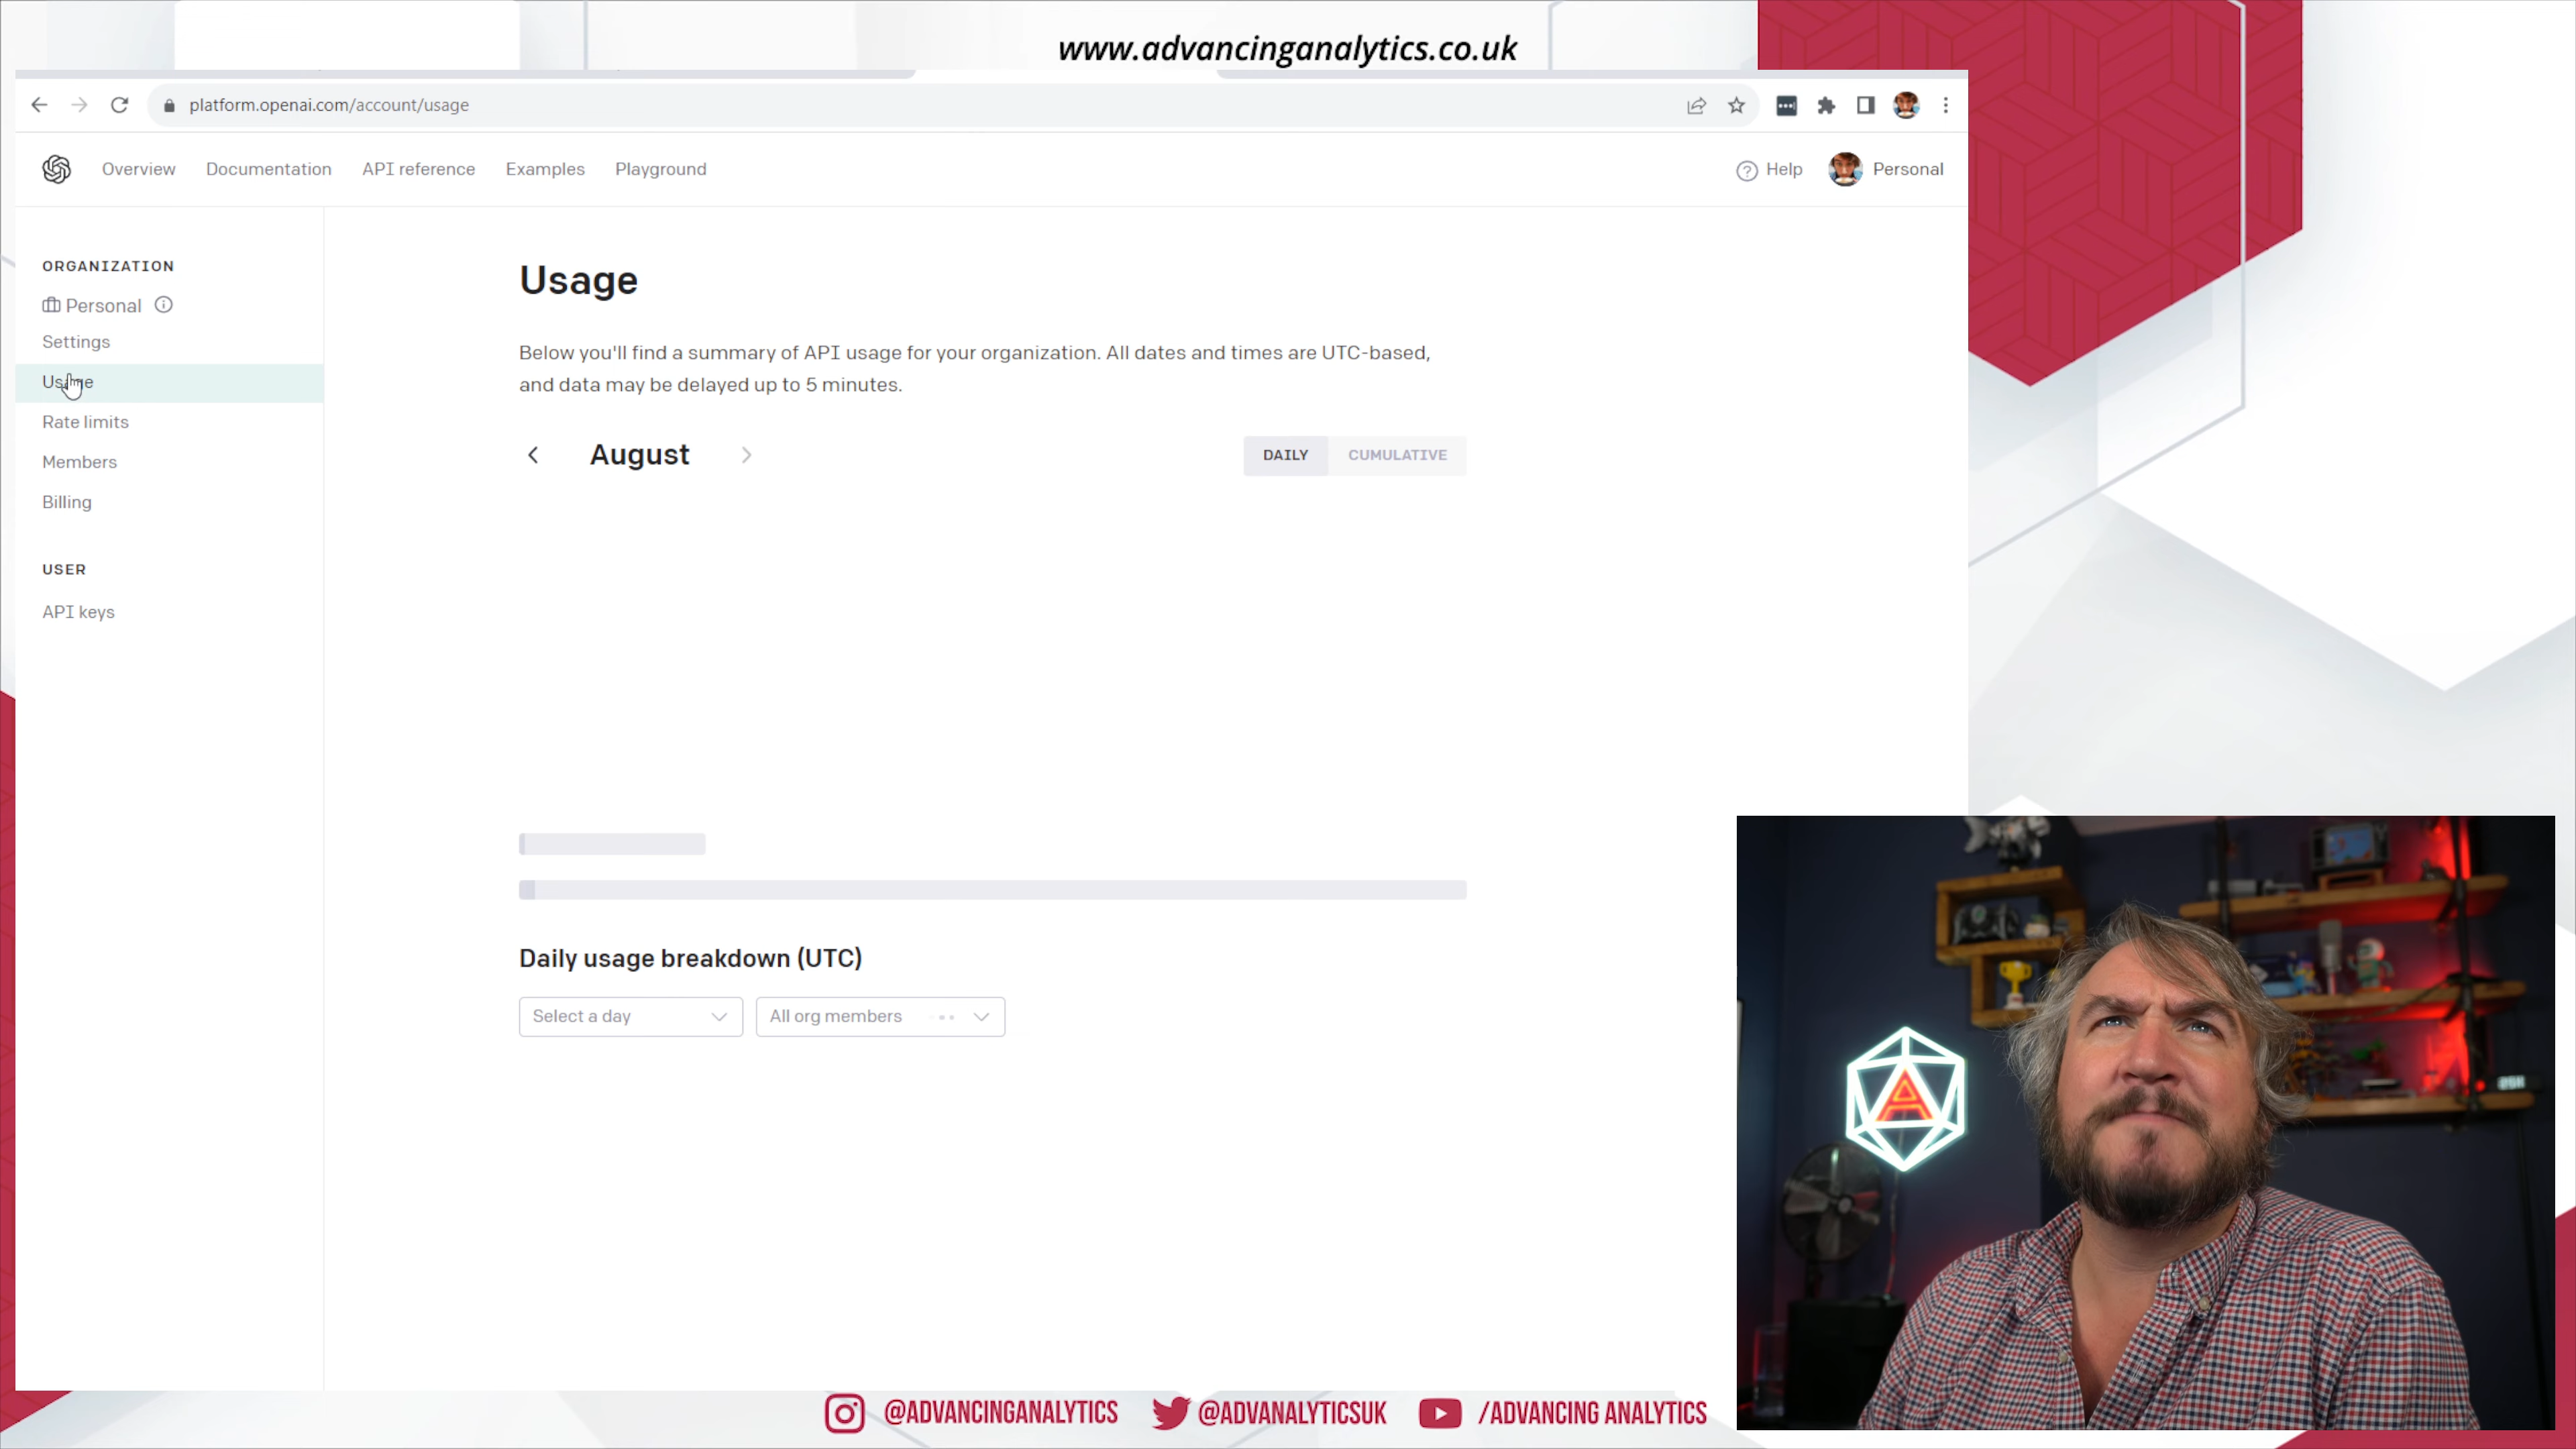 www.advancinganalytics.co.uk
platform.openai.com/account/usage
Overview
Documentation
API reference
Examples
Playground
Help
Personal
ORGANIZATION
Personal
Settings
Usage
Rate limits
Members
Billing
USER
API keys
Usage
Below you'll find a summary of API usage for your organization. All dates and times are UTC-based,
and data may be delayed up to 5 minutes.
August
DAILY
CUMULATIVE
Daily usage breakdown (UTC)
Select a day
All org members
A
@ADVANCINGANALYTICS
@ADVANALYTICSUK
/ADVANCING ANALYTICS